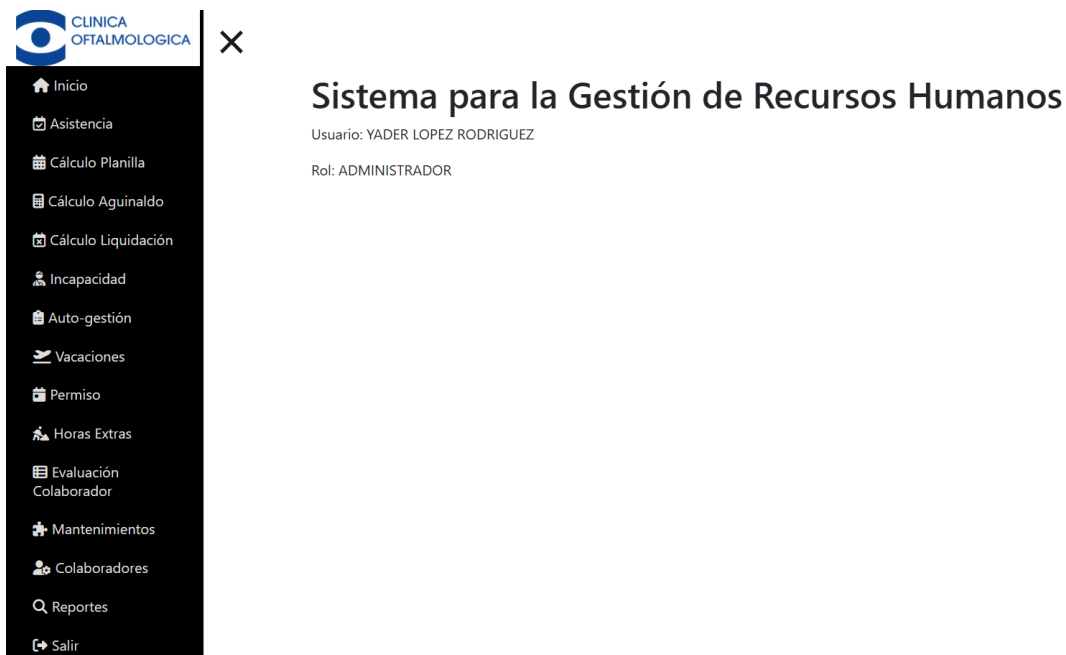 CLINICA
OFTALMOLOGICA
Inicio
Asistencia
Cálculo Planilla
Cálculo Aguinaldo
Cálculo Liquidación
Incapacidad
Auto-gestión
Vacaciones
Permiso
Horas Extras
Evaluación
Colaborador
Mantenimientos
Colaboradores
Reportes
Salir
Sistema para la Gestión de Recursos Humanos
Usuario: YADER LOPEZ RODRIGUEZ
Rol: ADMINISTRADOR